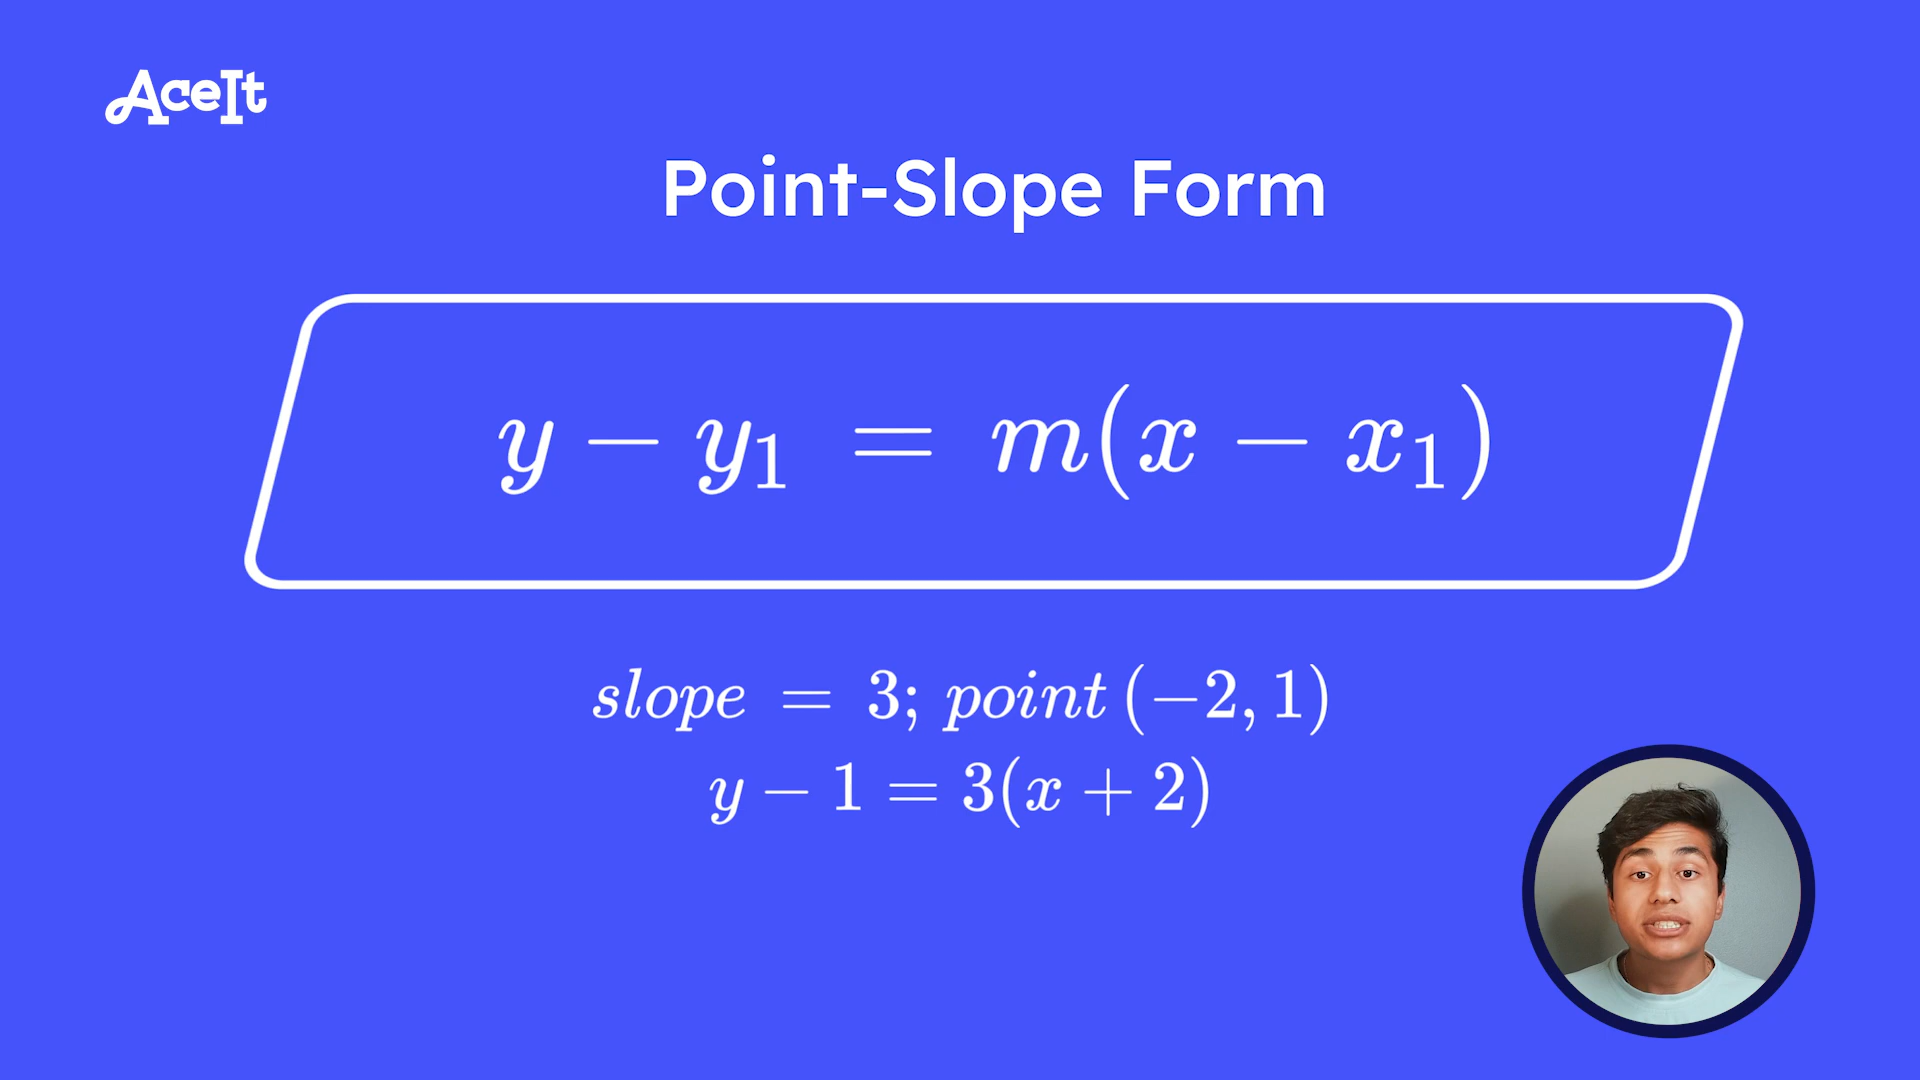 AceIt
Point-Slope Form
y − y₁ = m(x − x₁)
slope = 3; point (−2, 1)
y − 1 = 3(x + 2)